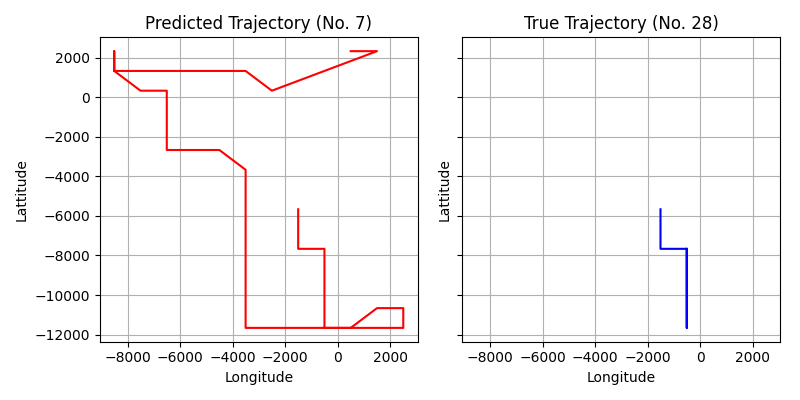 Predicted Trajectory (No. 7)
True Trajectory (No. 28)
2000
0
−2000
−4000
−6000
−8000
−10000
−12000
Lattitude
Lattitude
−8000 −6000 −4000 −2000 0 2000
−8000 −6000 −4000 −2000 0 2000
Longitude
Longitude